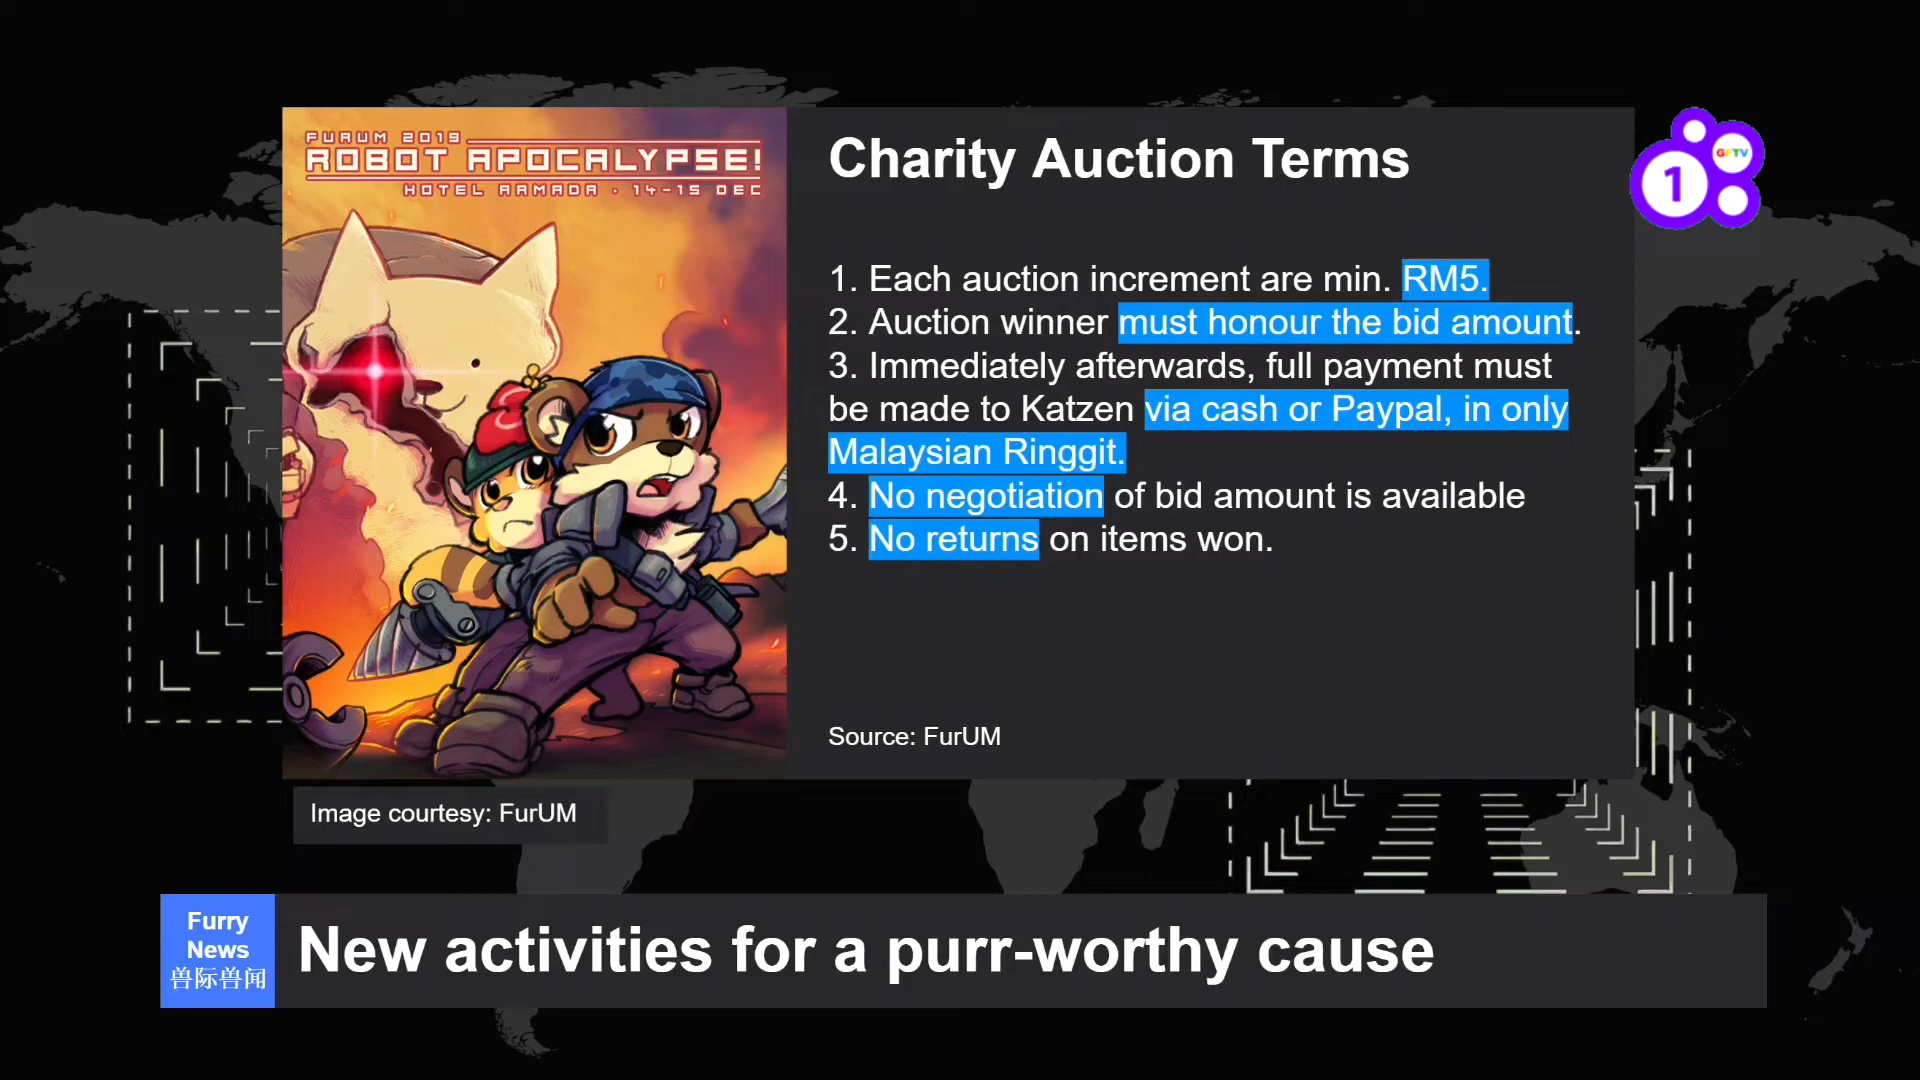 FURUM 2019
ROBOT APOCALYPSE!
HOTEL ARMADA · 14-15 DEC
Charity Auction Terms
1. Each auction increment are min. RM5.
2. Auction winner must honour the bid amount.
3. Immediately afterwards, full payment must
be made to Katzen via cash or Paypal, in only
Malaysian Ringgit.
4. No negotiation of bid amount is available
5. No returns on items won.
Source: FurUM
1
GFTV
Image courtesy: FurUM
Furry
News
兽际兽闻
New activities for a purr-worthy cause